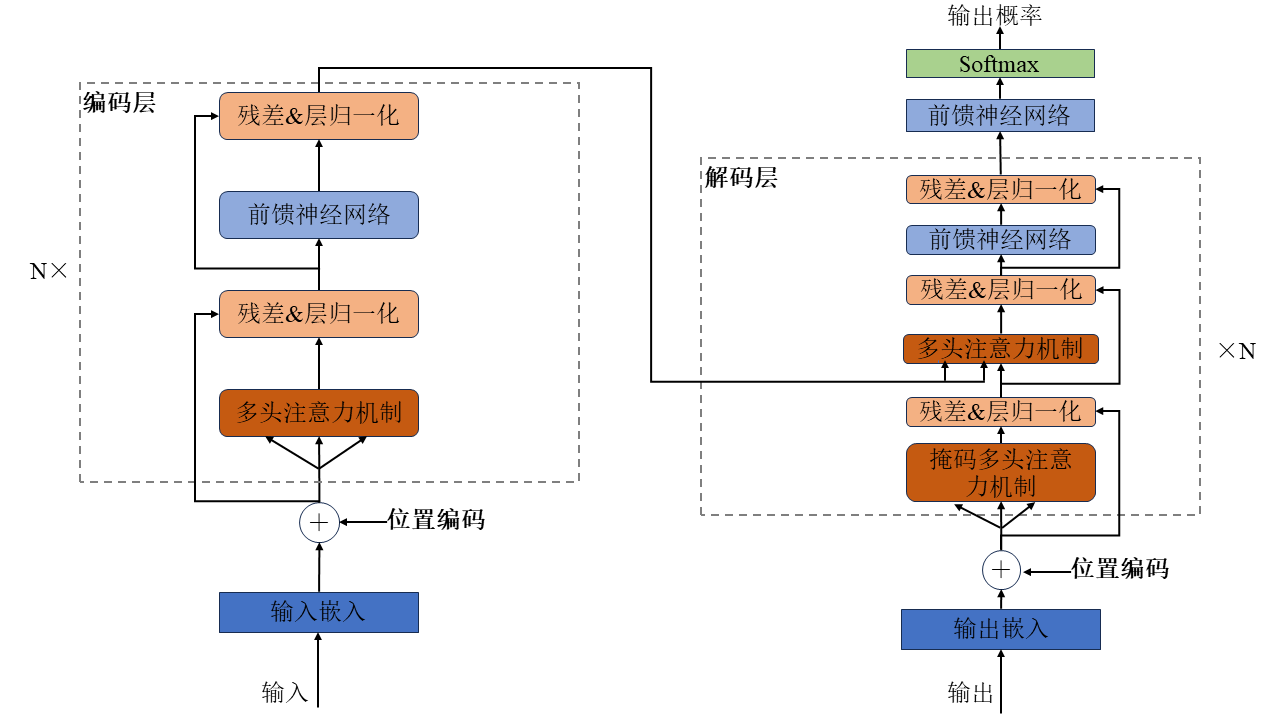 编码层
残差&层归一化
前馈神经网络
N×
残差&层归一化
多头注意力机制
+
位置编码
输入嵌入
输入
输出概率
Softmax
前馈神经网络
解码层
残差&层归一化
前馈神经网络
残差&层归一化
多头注意力机制
×N
残差&层归一化
掩码多头注意
力机制
+
位置编码
输出嵌入
输出